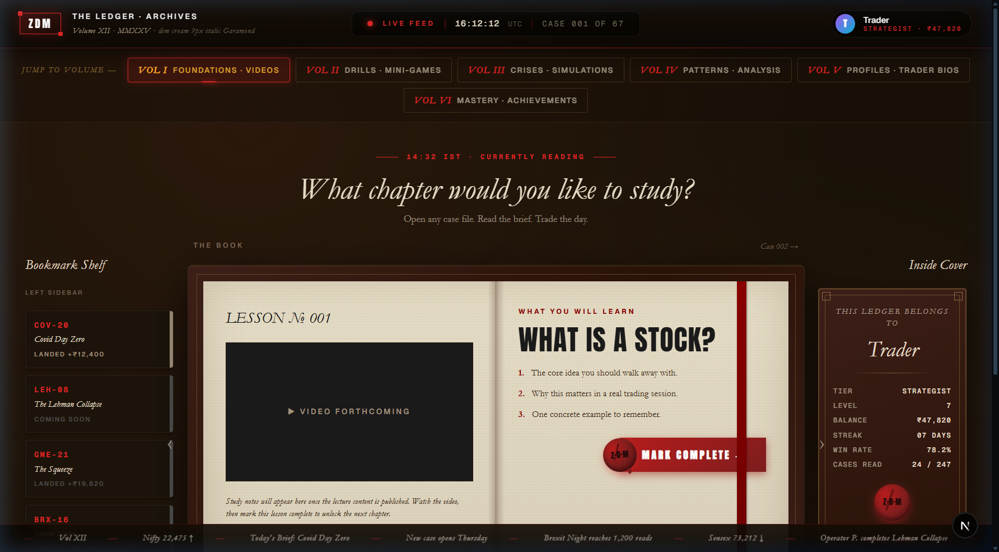 ZDM
THE LEDGER · ARCHIVES
Volume XII · MMXXV · dim cream 9px italic Garamond
LIVE FEED | 16:12:12 UTC | CASE 001 OF 67
T
Trader
STRATEGIST · ₹47,820
JUMP TO VOLUME —
VOL I FOUNDATIONS · VIDEOS
VOL II DRILLS · MINI-GAMES
VOL III CRISES · SIMULATIONS
VOL IV PATTERNS · ANALYSIS
VOL V PROFILES · TRADER BIOS
VOL VI MASTERY · ACHIEVEMENTS
14:32 IST · CURRENTLY READING
What chapter would you like to study?
Open any case file. Read the brief. Trade the day.
THE BOOK
Case 002 →
Bookmark Shelf
LEFT SIDEBAR
COV-20
Covid Day Zero
LANDED +₹12,400
LEH-08
The Lehman Collapse
COMING SOON
GME-21
The Squeeze
LANDED +₹19,820
BRX-16
Brexit Night
LESSON № 001
▶ VIDEO FORTHCOMING
Study notes will appear here once the lecture content is published. Watch the video,
then mark this lesson complete to unlock the next chapter.
WHAT YOU WILL LEARN
WHAT IS A STOCK?
1. The core idea you should walk away with.
2. Why this matters in a real trading session.
3. One concrete example to remember.
Z·D·M
MARK COMPLETE
Inside Cover
THIS LEDGER BELONGS
TO
Trader
TIER STRATEGIST
LEVEL 7
BALANCE ₹47,820
STREAK 07 DAYS
WIN RATE 78.2%
CASES READ 24 / 247
Z·D·M
N
— Vol XII — Nifty 22,475 ↑ — Today's Brief: Covid Day Zero — New case opens Thursday — Brexit Night reaches 1,200 reads — Sensex 73,212 ↓ — Operator P. completes Lehman Collapse